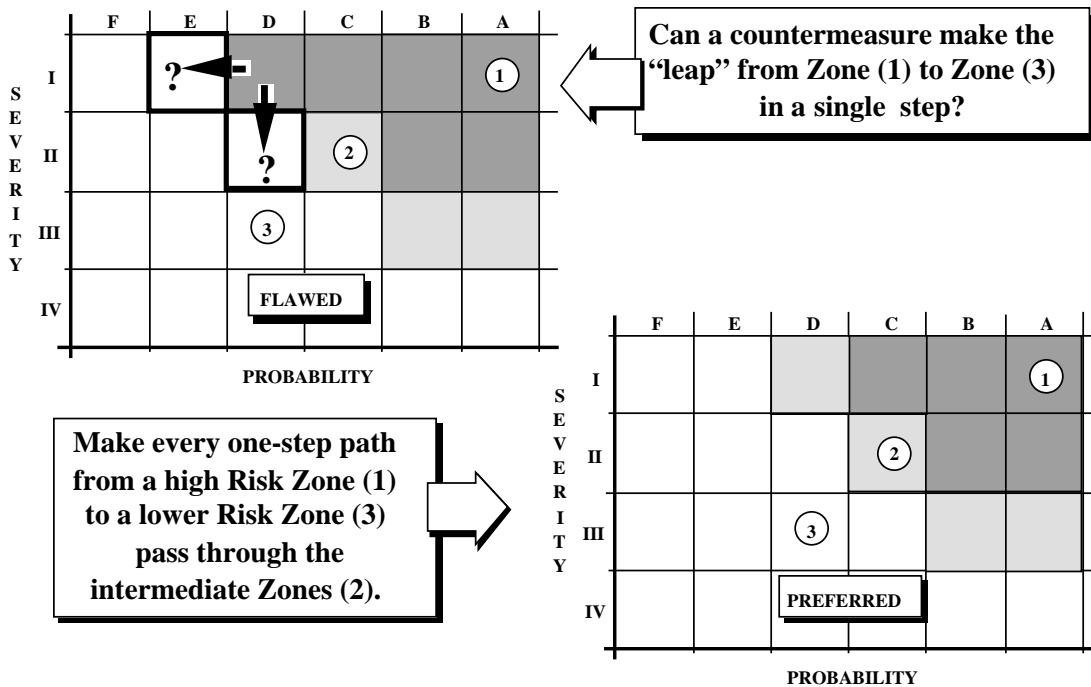 F E D C B A
I
?
1
Can a countermeasure make the
“leap” from Zone (1) to Zone (3)
in a single step?
SEVERITY
II
?
2
III
3
IV
FLAWED
PROBABILITY
F E D C B A
I
1
Make every one-step path
from a high Risk Zone (1)
to a lower Risk Zone (3)
pass through the
intermediate Zones (2).
SEVERITY
II
2
III
3
IV
PREFERRED
PROBABILITY